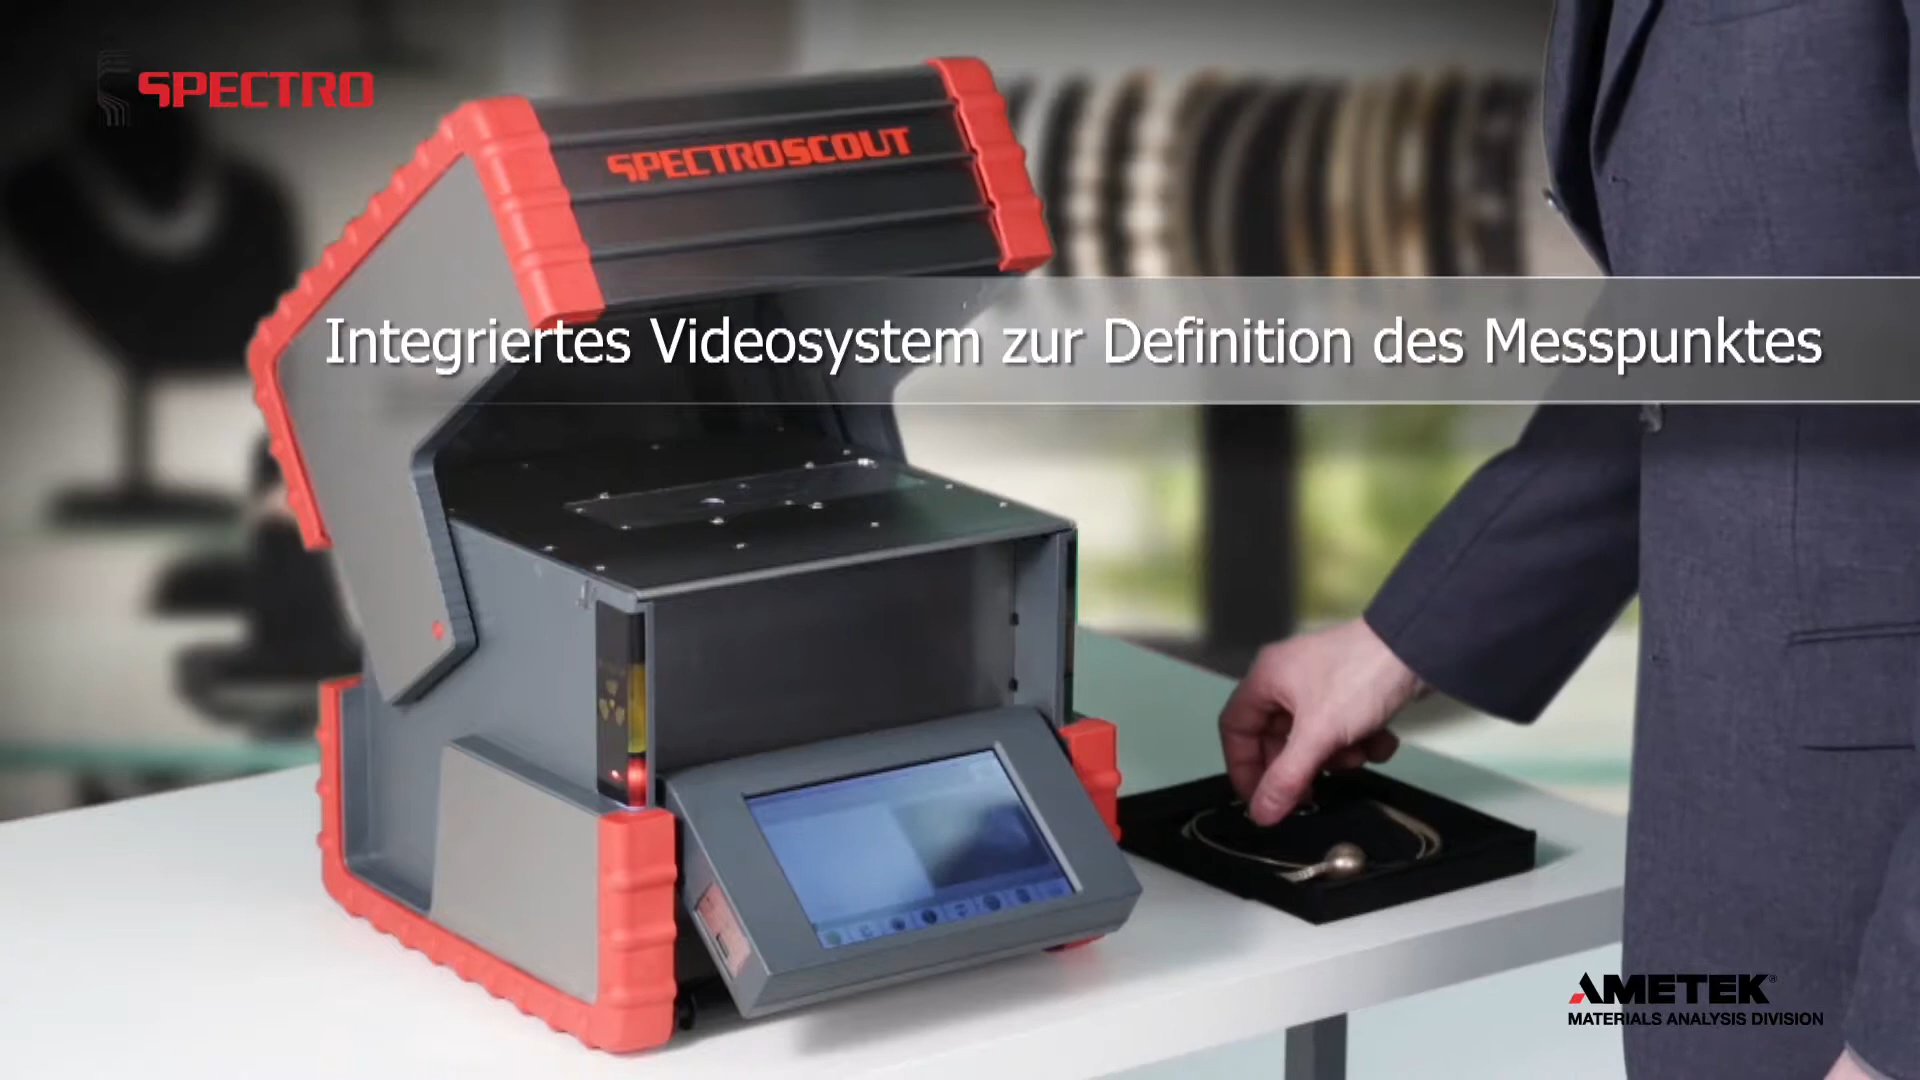 SPECTRO
SPECTROSCOUT
Integriertes Videosystem zur Definition des Messpunktes
AMETEK®
MATERIALS ANALYSIS DIVISION